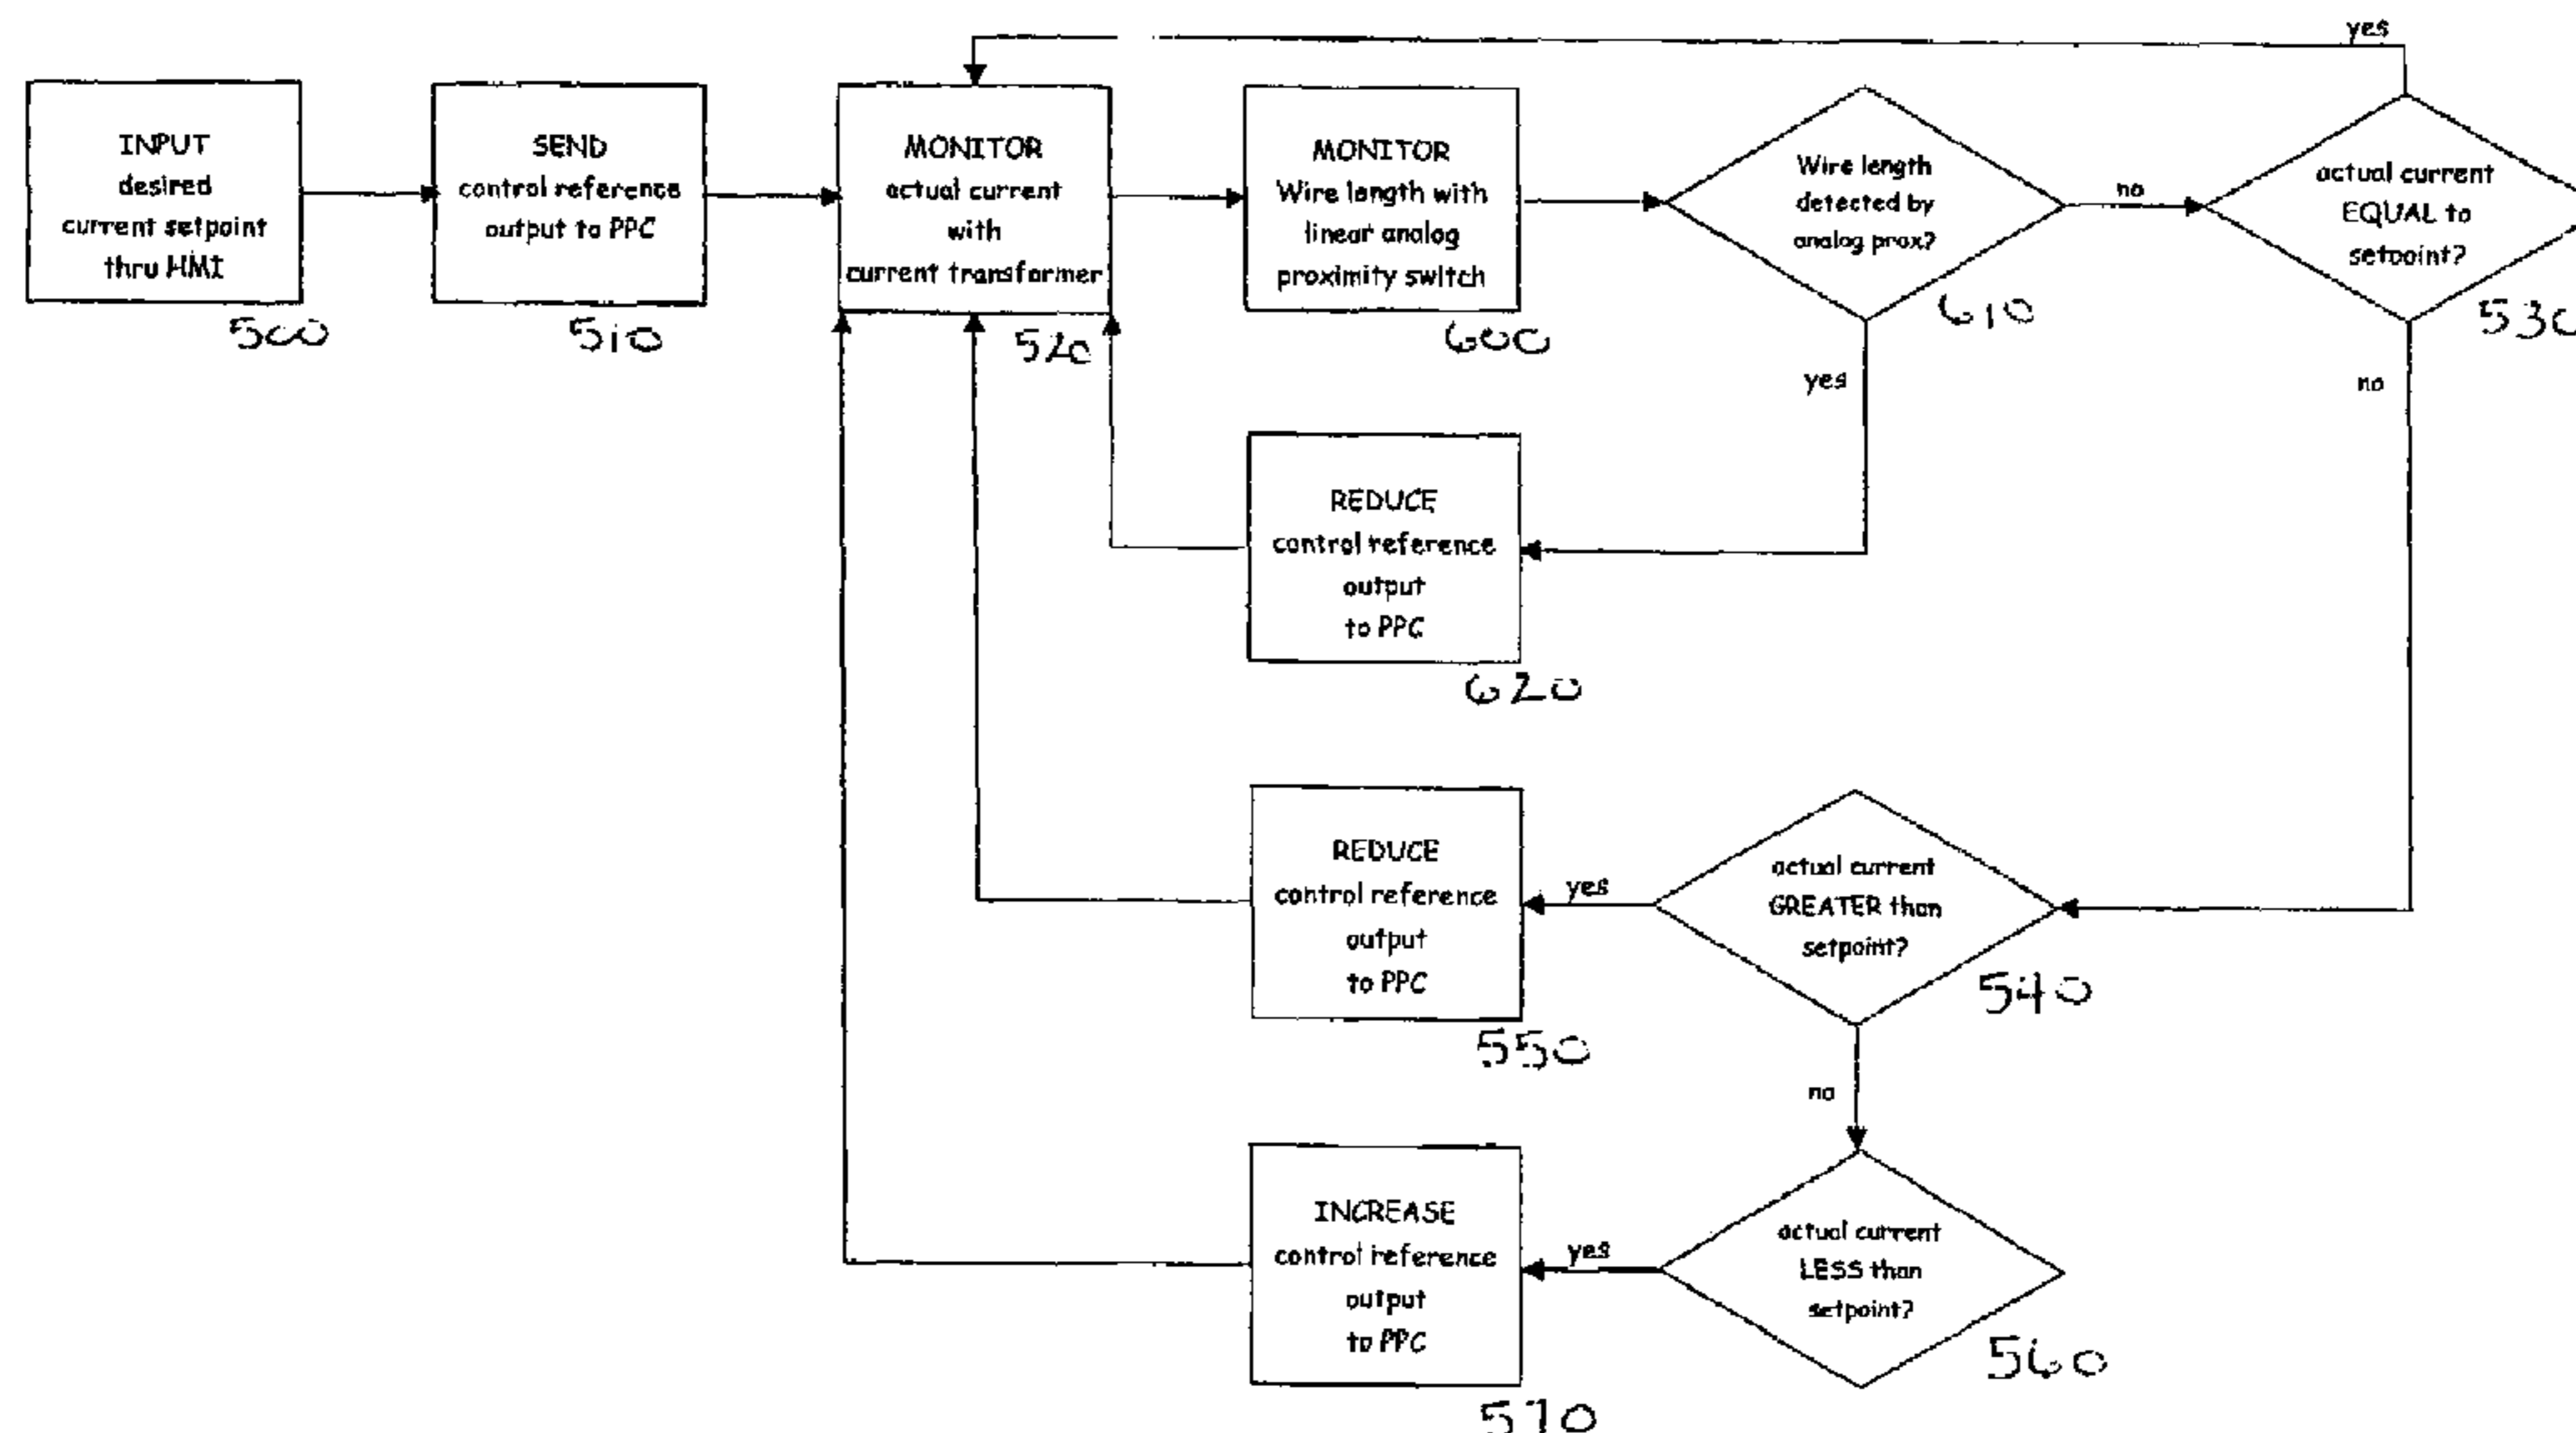 yes
INPUT
desired
current setpoint
thru HMI
500
SEND
control reference
output to PPC
510
MONITOR
actual current
with
current transformer
520
MONITOR
Wire length with
linear analog
proximity switch
600
Wire length
detected by
analog prox?
610
no
actual current
EQUAL to
setpoint?
530
yes
no
REDUCE
control reference
output
to PPC
620
REDUCE
control reference
output
to PPC
550
yes
actual current
GREATER than
setpoint?
540
no
INCREASE
control reference
output
to PPC
570
yes
actual current
LESS than
setpoint?
560